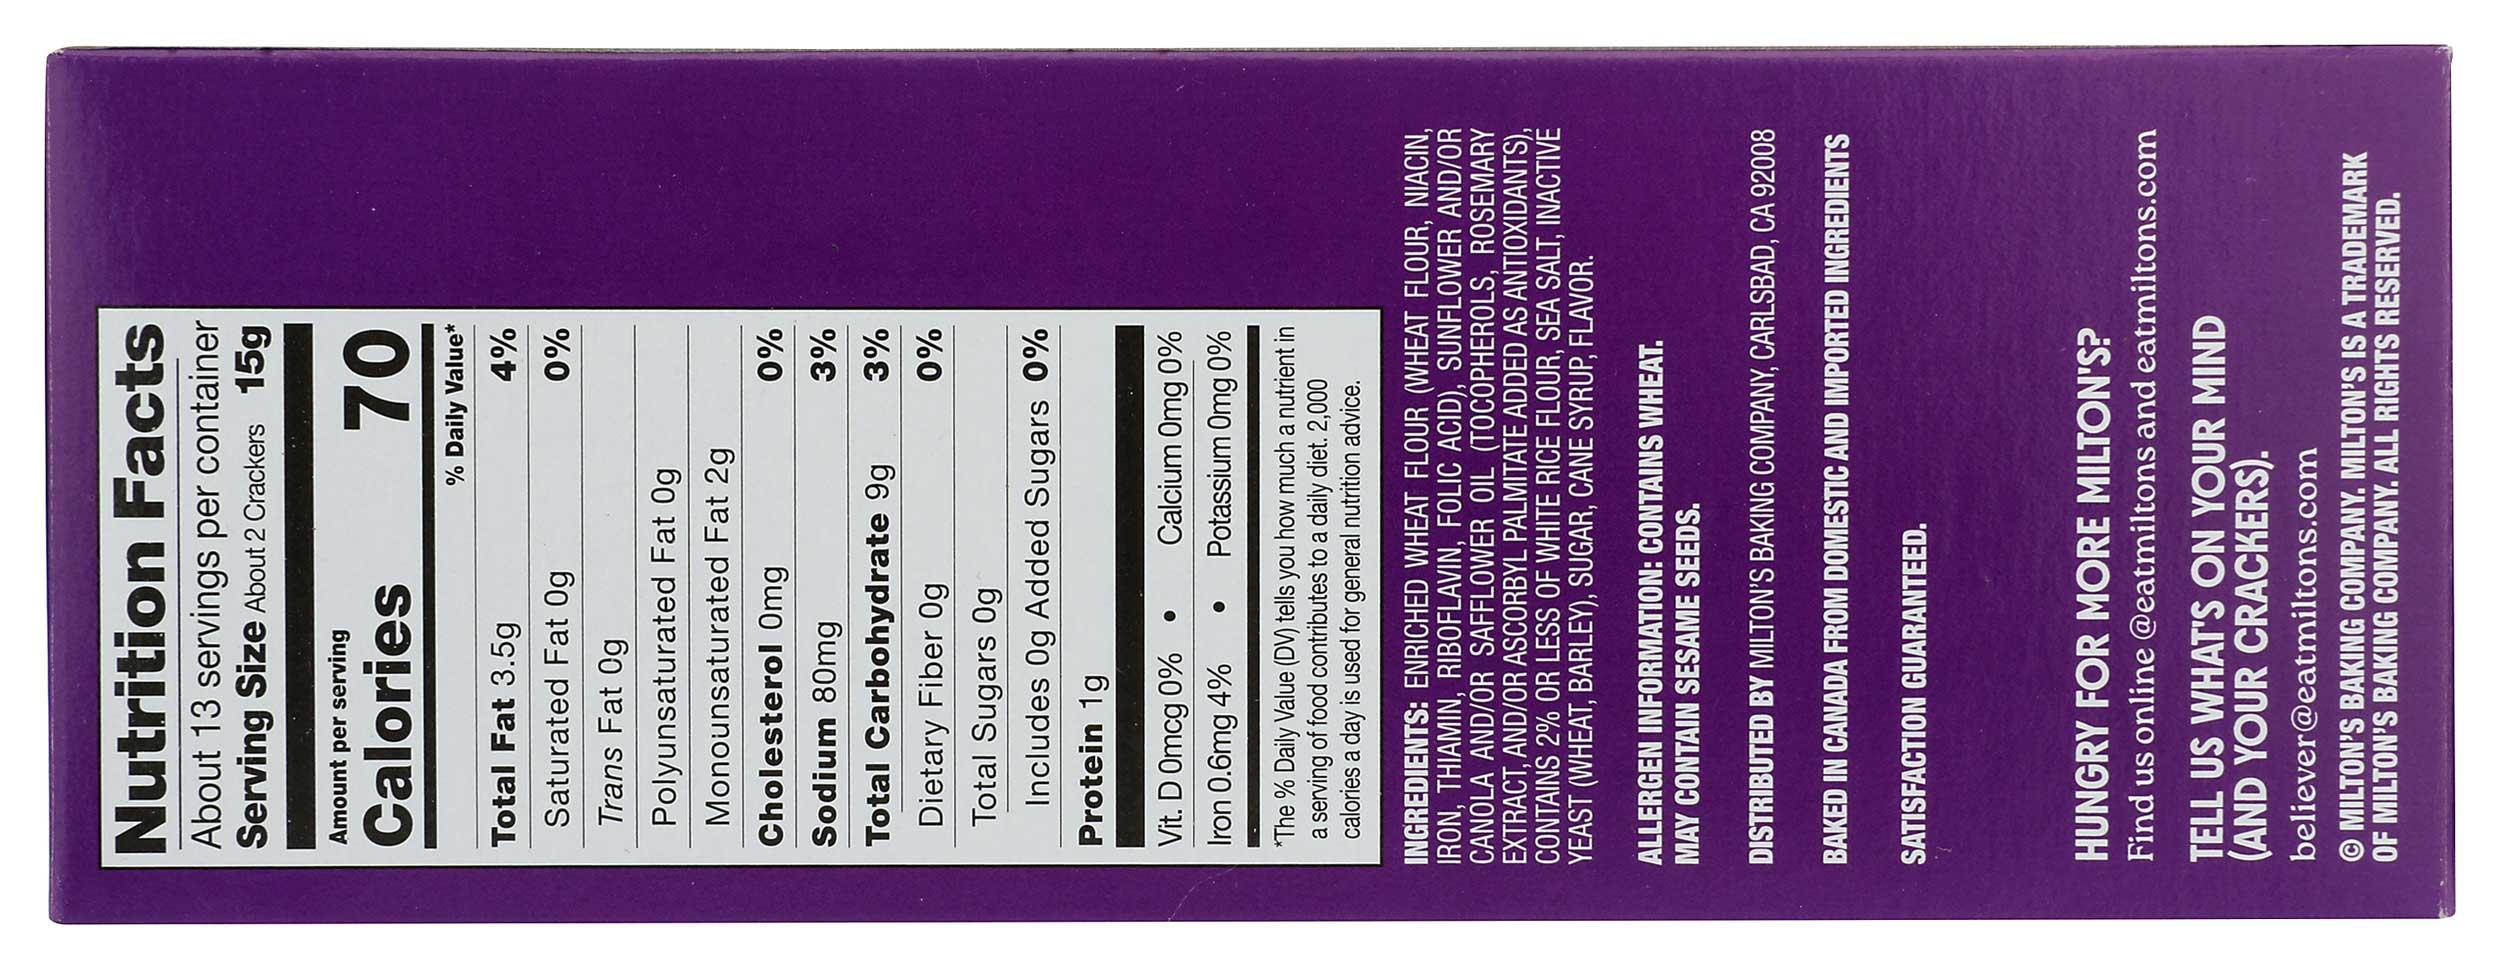 Nutrition Facts
About 13 servings per container
Serving Size About 2 Crackers 15g
Amount per serving
Calories 70
% Daily Value*
Total Fat 3.5g 4%
Saturated Fat 0g 0%
Trans Fat 0g
Polyunsaturated Fat 0g
Monounsaturated Fat 2g
Cholesterol 0mg 0%
Sodium 80mg 3%
Total Carbohydrate 9g 3%
Dietary Fiber 0g 0%
Total Sugars 0g
Includes 0g Added Sugars 0%
Protein 1g
Vit. D 0mcg 0% • Calcium 0mg 0%
Iron 0.6mg 4% • Potassium 0mg 0%
*The % Daily Value (DV) tells you how much a nutrient in
a serving of food contributes to a daily diet. 2,000
calories a day is used for general nutrition advice.
INGREDIENTS: ENRICHED WHEAT FLOUR (WHEAT FLOUR, NIACIN,
IRON, THIAMIN, RIBOFLAVIN, FOLIC ACID), SUNFLOWER AND/OR
CANOLA AND/OR SAFFLOWER OIL (TOCOPHEROLS, ROSEMARY
EXTRACT, AND/OR ASCORBYL PALMITATE ADDED AS ANTIOXIDANTS),
CONTAINS 2% OR LESS OF WHITE RICE FLOUR, SEA SALT, INACTIVE
YEAST (WHEAT, BARLEY), SUGAR, CANE SYRUP, FLAVOR.
ALLERGEN INFORMATION: CONTAINS WHEAT.
MAY CONTAIN SESAME SEEDS.
DISTRIBUTED BY MILTON'S BAKING COMPANY, CARLSBAD, CA 92008
BAKED IN CANADA FROM DOMESTIC AND IMPORTED INGREDIENTS
SATISFACTION GUARANTEED.
HUNGRY FOR MORE MILTON'S?
Find us online @eatmiltons and eatmiltons.com
TELL US WHAT'S ON YOUR MIND
(AND YOUR CRACKERS).
believer@eatmiltons.com
© MILTON'S BAKING COMPANY. MILTON'S IS A TRADEMARK
OF MILTON'S BAKING COMPANY. ALL RIGHTS RESERVED.